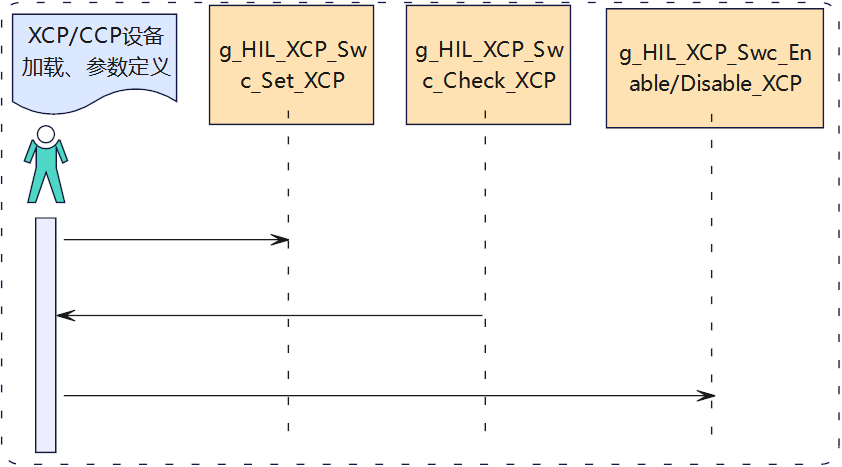 XCP/CCP设备
加载、参数定义
g_HIL_XCP_Sw
c_Set_XCP
g_HIL_XCP_Sw
c_Check_XCP
g_HIL_XCP_Swc_En
able/Disable_XCP